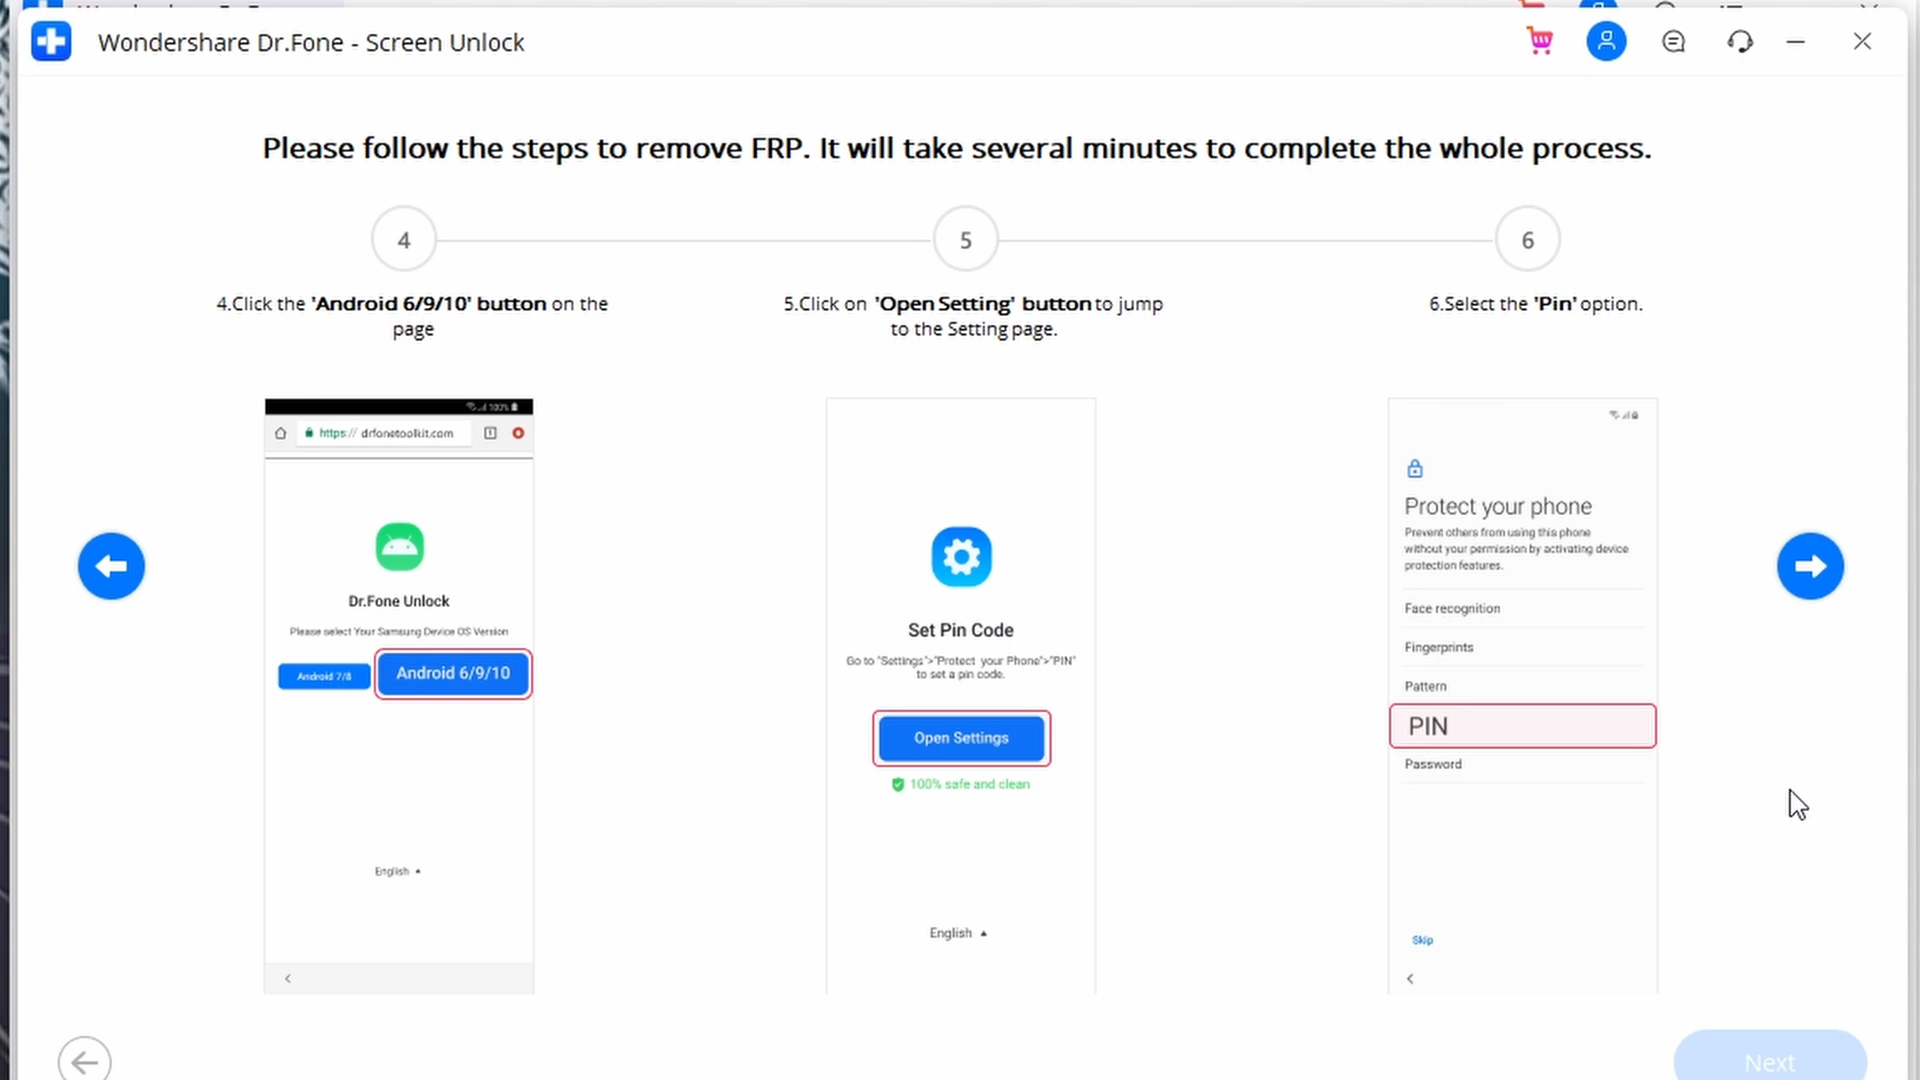 Wondershare Dr.Fone - Screen Unlock
Please follow the steps to remove FRP. It will take several minutes to complete the whole process.
4
5
6
4.Click the 'Android 6/9/10' button on the
page
5.Click on 'Open Setting' button to jump
to the Setting page.
6.Select the 'Pin' option.
100%
https:// drfonetoolkit.com
Dr.Fone Unlock
Please select Your Samsung Device OS Version
Android 7/8
Android 6/9/10
English
Set Pin Code
Go to "Settings">"Protect your Phone">"PIN"
to set a pin code.
Open Settings
100% safe and clean
English
Protect your phone
Prevent others from using this phone
without your permission by activating device
protection features.
Face recognition
Fingerprints
Pattern
PIN
Password
Skip
Next